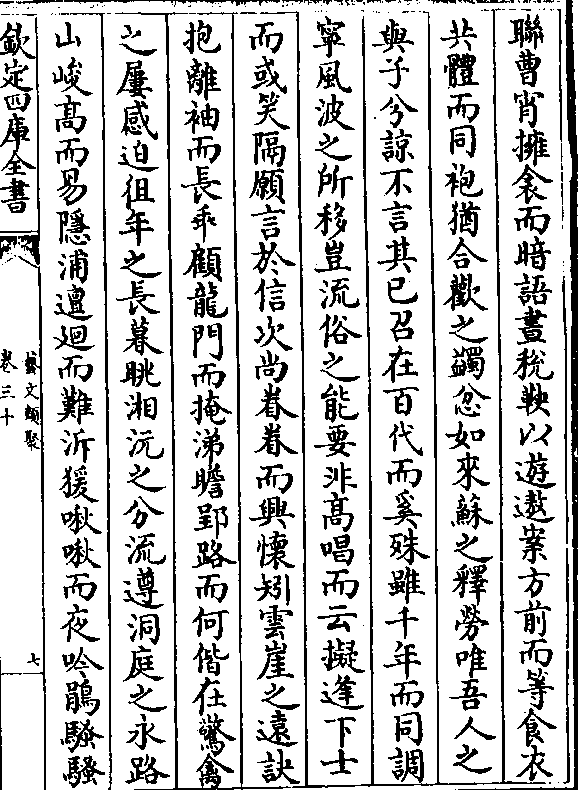 聯曹宵擁衾而暗語晝稅鞅以遊遨案方前而等食衣
共體而同袍猶合歡之蠲忿如來蘇之釋勞唯吾人之
與子兮諒不言其已召在百代而奚殊雖千年而同調
寧風波之所移豈流俗之能要非高唱而云擬逢下士
而或笑隔願言於信次尚眷眷而興懷矧雲崖之遠訣
抱離袖而長乖顧龍門而掩涕瞻郢路而何偕在驚禽
之屢感迫徂年之長暮眺湘沅之分流遵洞庭之永路
山峻高而易隱浦邅迴而難泝猨啾啾而夜吟鵑騷騷
欽定四庫全書
藝文類聚
卷三十
七